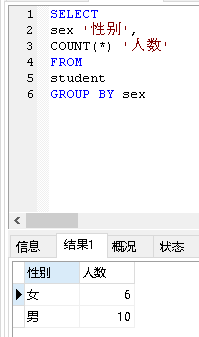 1 SELECT
2 sex '性别',
3 COUNT(*) '人数'
4 FROM
5 student
6 GROUP BY sex
信息 结果1 概况 状态
性别 人数
女 6
男 10